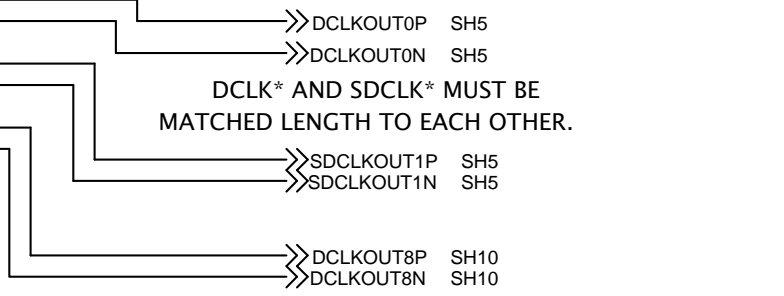 DCLKOUT0P SH5
DCLKOUT0N SH5
DCLK* AND SDCLK* MUST BE
MATCHED LENGTH TO EACH OTHER.
SDCLKOUT1P SH5
SDCLKOUT1N SH5
DCLKOUT8P SH10
DCLKOUT8N SH10